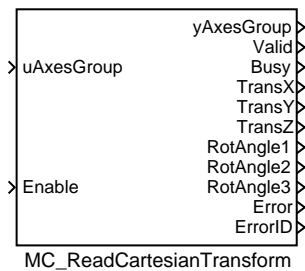 yAxesGroup
Valid
uAxesGroup
Busy
TransX
TransY
TransZ
RotAngle1
RotAngle2
Enable
RotAngle3
Error
ErrorID
MC_ReadCartesianTransform